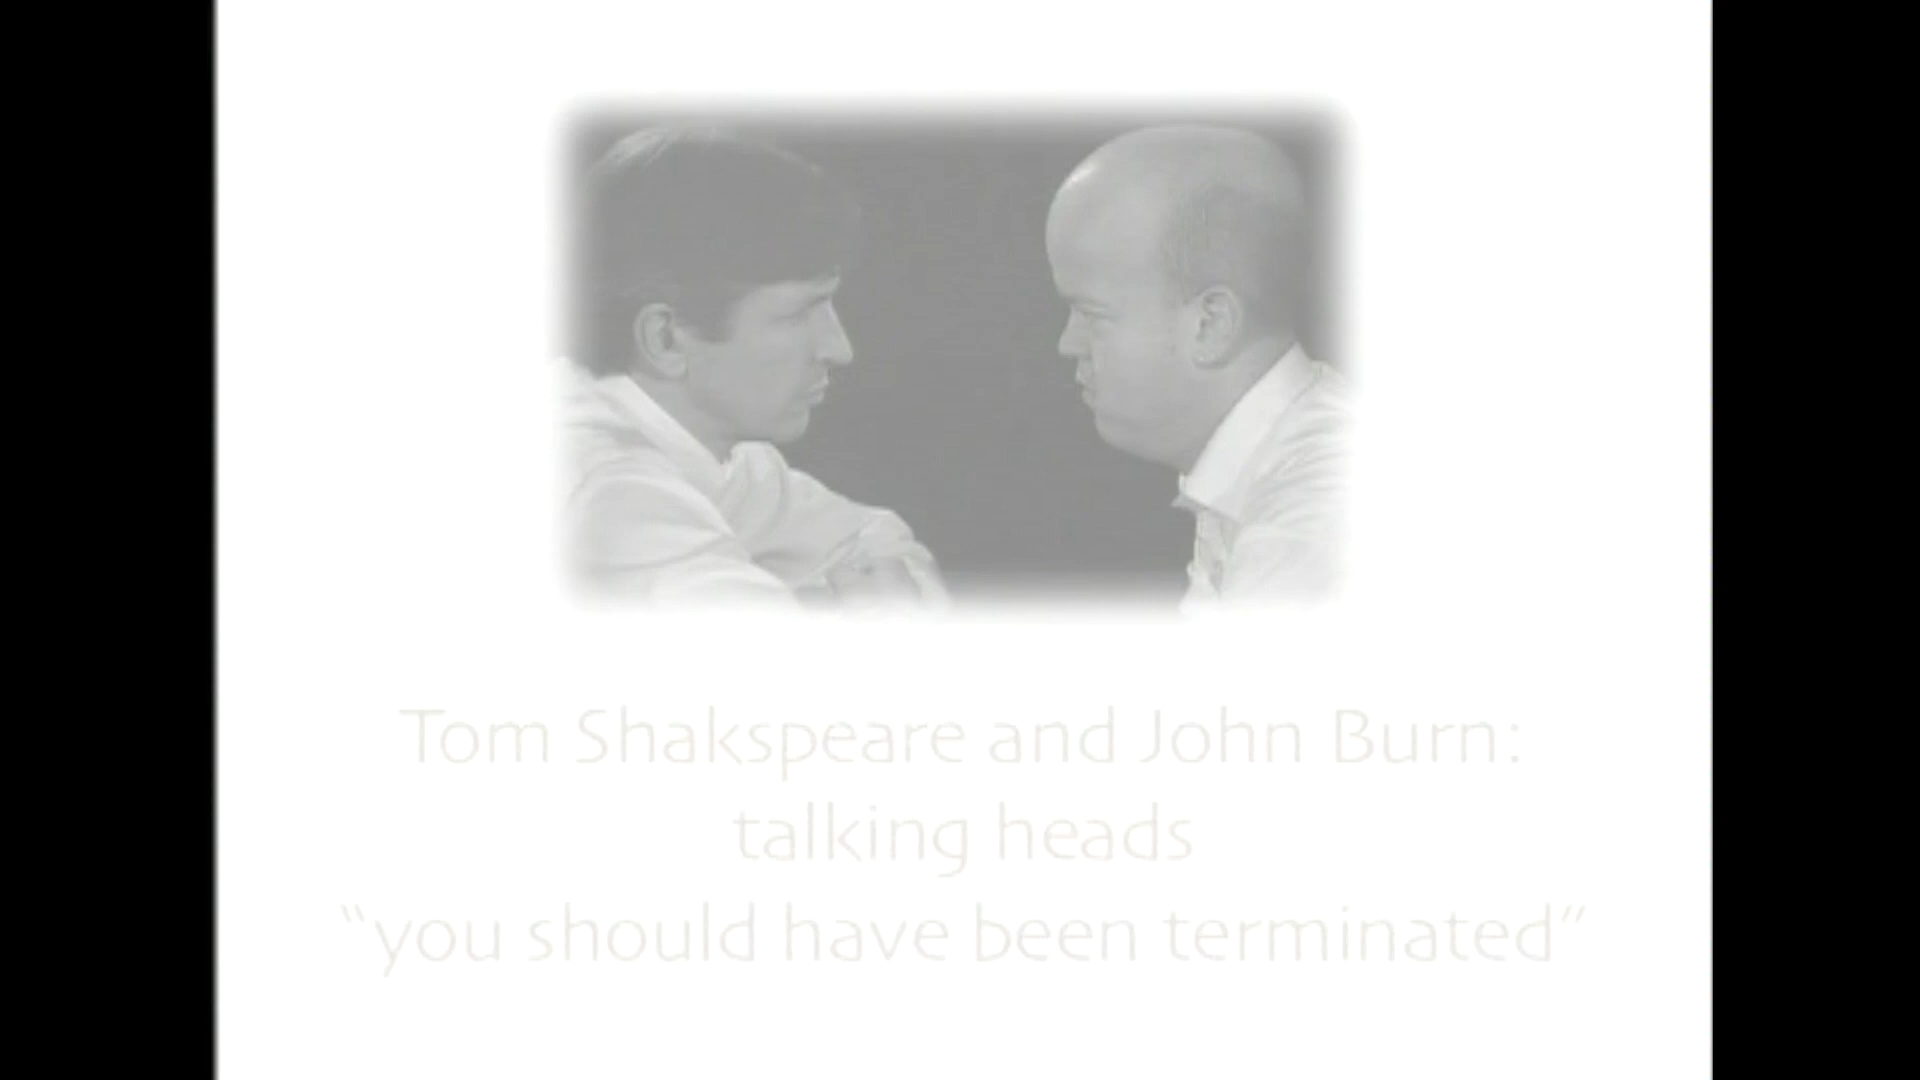 Tom Shakspeare and John Burn:
talking heads
“you should have been terminated”